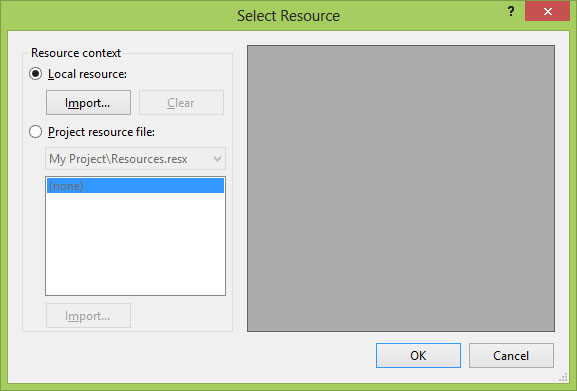 Select Resource
?
Resource context
Local resource:
Import...
Clear
Project resource file:
My Project\Resources.resx
(none)
Import...
OK
Cancel